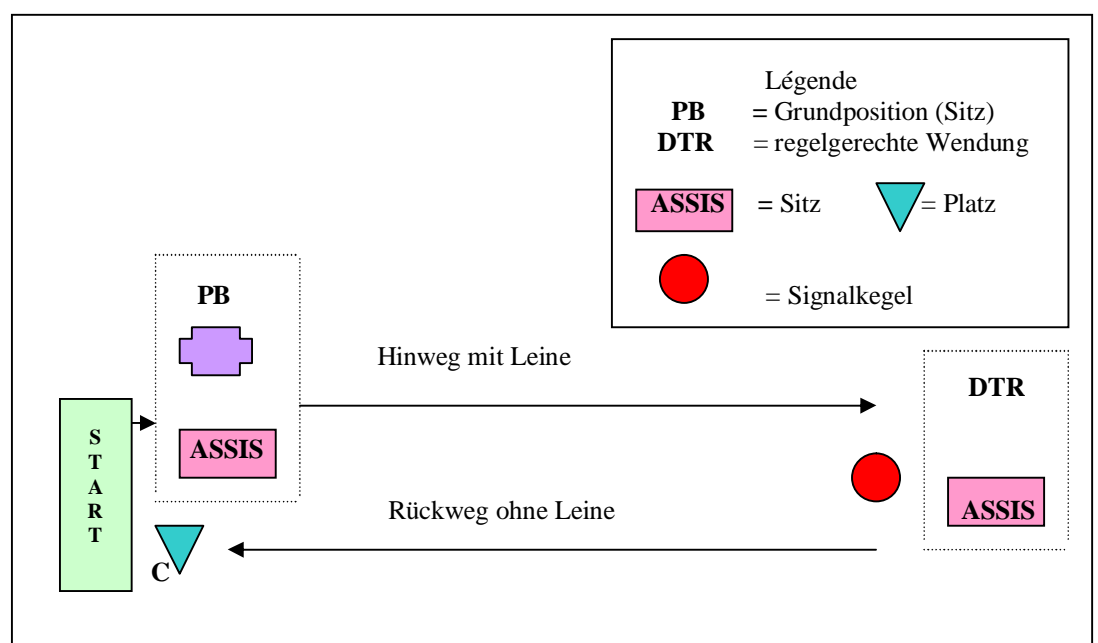 Légende
PB = Grundposition (Sitz)
DTR = regelgerechte Wendung
ASSIS = Sitz = Platz
= Signalkegel
PB
Hinweg mit Leine
DTR
START
ASSIS
Rückweg ohne Leine
ASSIS
C